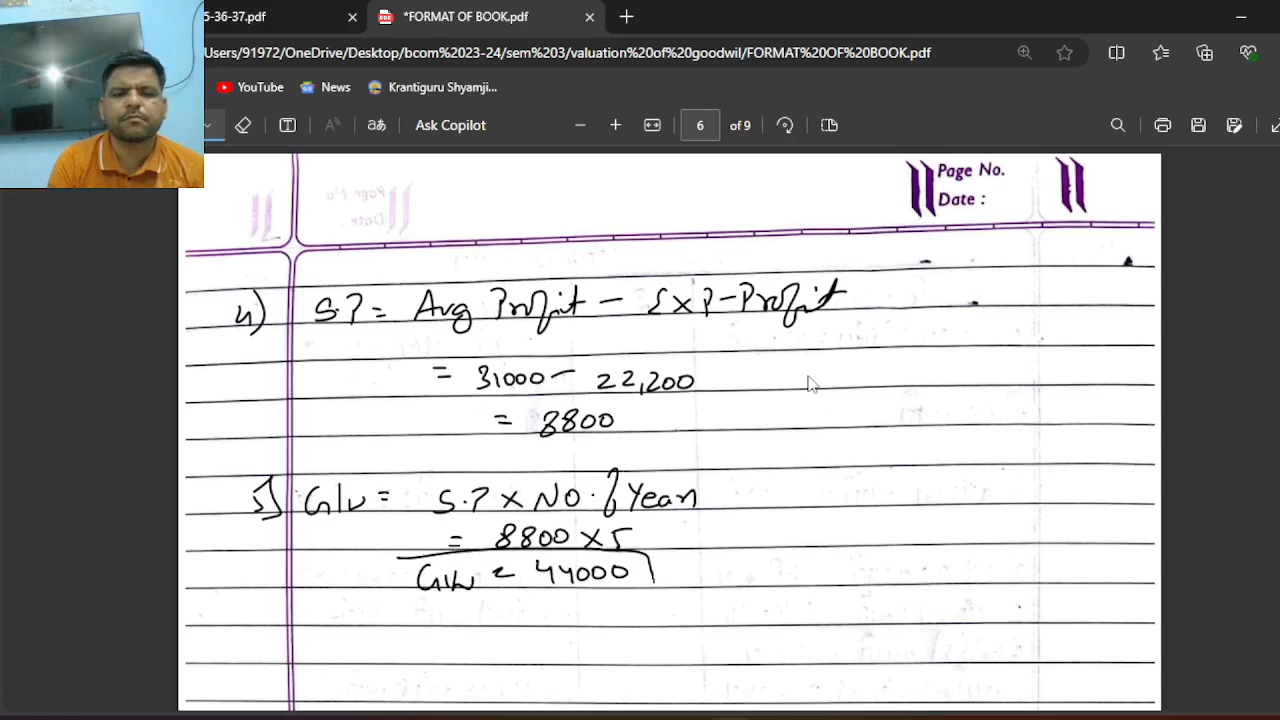 5-36-37.pdf
*FORMAT OF BOOK.pdf
Users/91972/OneDrive/Desktop/bcom%2023-24/sem%203/valuation%20of%20goodwil/FORMAT%20OF%20BOOK.pdf
YouTube News Krantiguru Shyamji...
aあ Ask Copilot 6 of 9
Page No.
Date :
4) S.P = Avg Profit - EXP-Profit
= 31000 - 22,200
= 8800
5) G/W = S.P X NO. of Year
= 8800 X 5
G/W = 44000